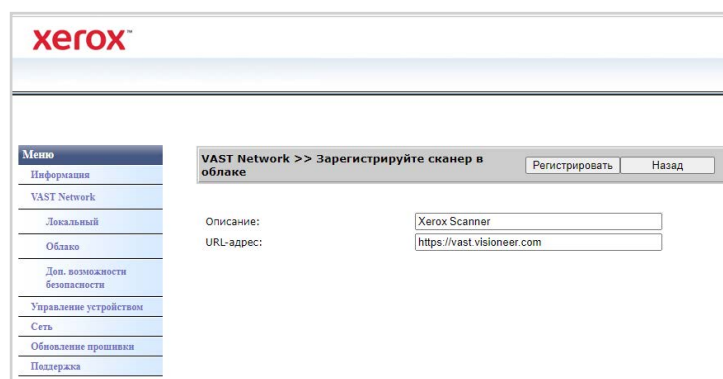 xerox™
Меню
Информация
VAST Network
Локальный
Облако
Доп. возможности
безопасности
Управление устройством
Сеть
Обновление прошивки
Поддержка
VAST Network >> Зарегистрируйте сканер в
облаке
Регистрировать
Назад
Описание:
Xerox Scanner
URL-адрес:
https://vast.visioneer.com